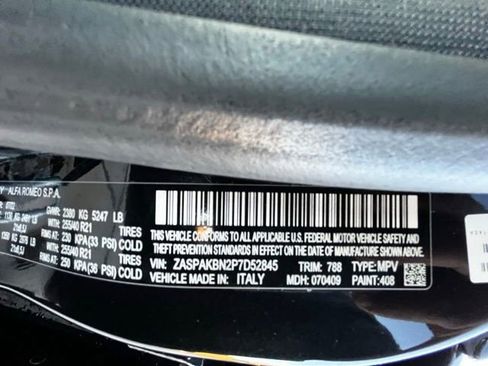 ALFA ROMEO S.P.A.
GVWR: 2380 KG 5247 LB
TIRES
255/40 R21
230 KPA(33 PSI) COLD
TIRES
255/40 R21
250 KPA(36 PSI) COLD
THIS VEHICLE CONFORMS TO ALL APPLICABLE
U.S. FEDERAL MOTOR VEHICLE SAFETY AND
THEFT PREVENTION STANDARDS IN EFFECT ON
THE DATE OF MANUFACTURE SHOWN ABOVE.
VIN: ZASPAKBN2P7D52845 TRIM: 788 TYPE: MPV
VEHICLE MADE IN: ITALY MDH: 070409 PAINT: 408